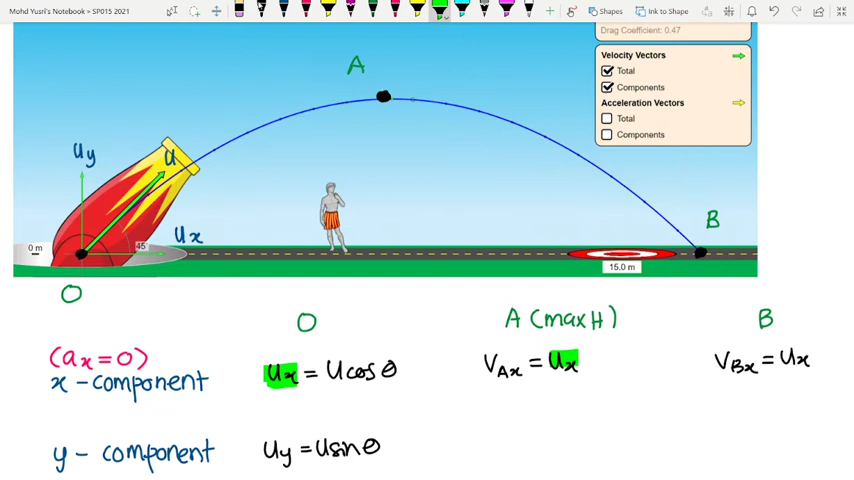 Mohd Yusri's Notebook » SP015 2021
Shapes
Ink to Shape
Drag Coefficient: 0.47
Velocity Vectors
Total
Components
Acceleration Vectors
Total
Components
A
uy
u
ux
B
0 m
45°
15.0 m
O
O
A (max H)
B
(ax = 0)
x - component
ux = u cos θ
VAx = ux
VBx = ux
y - component
uy = u sin θ